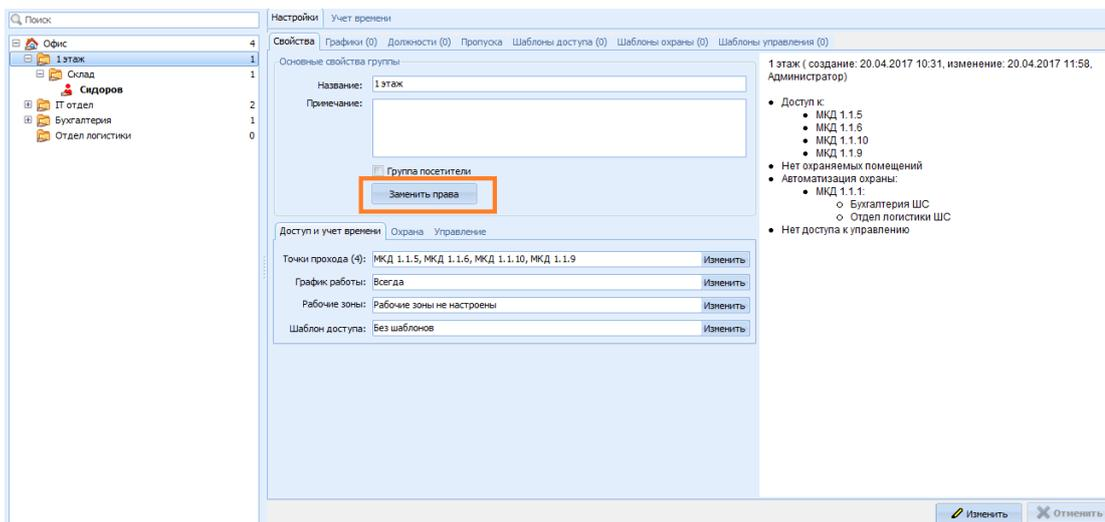 Поиск
Офис 4
1 этаж 1
Склад 1
Сидоров
IT отдел 2
Бухгалтерия 1
Отдел логистики 0
Настройки Учет времени
Свойства Графики (0) Должности (0) Пропуска Шаблоны доступа (0) Шаблоны охраны (0) Шаблоны управления (0)
Основные свойства группы
Название: 1 этаж
Примечание:
Группа посетители
Заменить права
Доступ и учет времени Охрана Управление
Точки прохода (4): МКД 1.1.5, МКД 1.1.6, МКД 1.1.10, МКД 1.1.9 Изменить
График работы: Всегда Изменить
Рабочие зоны: Рабочие зоны не настроены Изменить
Шаблон доступа: Без шаблонов Изменить
1 этаж ( создание: 20.04.2017 10:31, изменение: 20.04.2017 11:58,
Администратор)
Доступ к:
МКД 1.1.5
МКД 1.1.6
МКД 1.1.10
МКД 1.1.9
Нет охраняемых помещений
Автоматизация охраны:
МКД 1.1.1:
Бухгалтерия ШС
Отдел логистики ШС
Нет доступа к управлению
Изменить Отменить